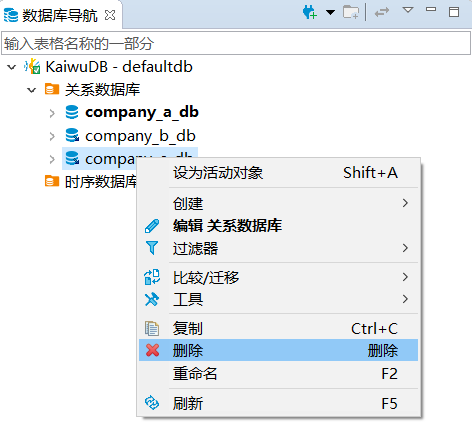 数据库导航
输入表格名称的一部分
KaiwuDB - defaultdb
关系数据库
company_a_db
company_b_db
company_c_db
时序数据库
设为活动对象 Shift+A
创建
编辑 关系数据库
过滤器
比较/迁移
工具
复制 Ctrl+C
删除 删除
重命名 F2
刷新 F5